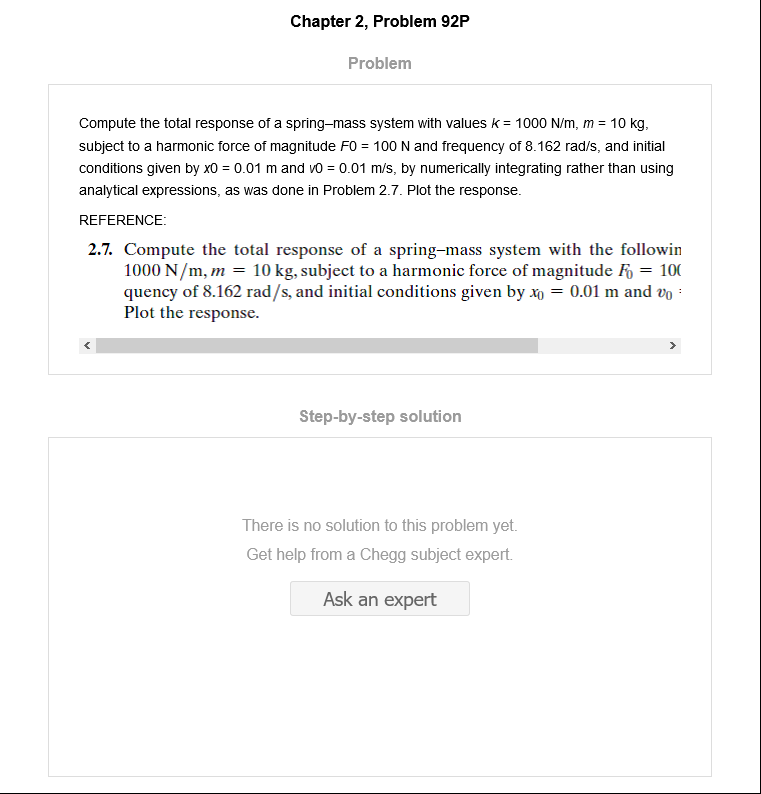 Chapter 2, Problem 92P
Problem
Compute the total response of a spring–mass system with values k = 1000 N/m, m = 10 kg,
subject to a harmonic force of magnitude F0 = 100 N and frequency of 8.162 rad/s, and initial
conditions given by x0 = 0.01 m and v0 = 0.01 m/s, by numerically integrating rather than using
analytical expressions, as was done in Problem 2.7. Plot the response.
REFERENCE:
2.7. Compute the total response of a spring–mass system with the followin
1000 N/m, m = 10 kg, subject to a harmonic force of magnitude F₀ = 10
quency of 8.162 rad/s, and initial conditions given by x₀ = 0.01 m and v₀
Plot the response.
Step-by-step solution
There is no solution to this problem yet.
Get help from a Chegg subject expert.
Ask an expert